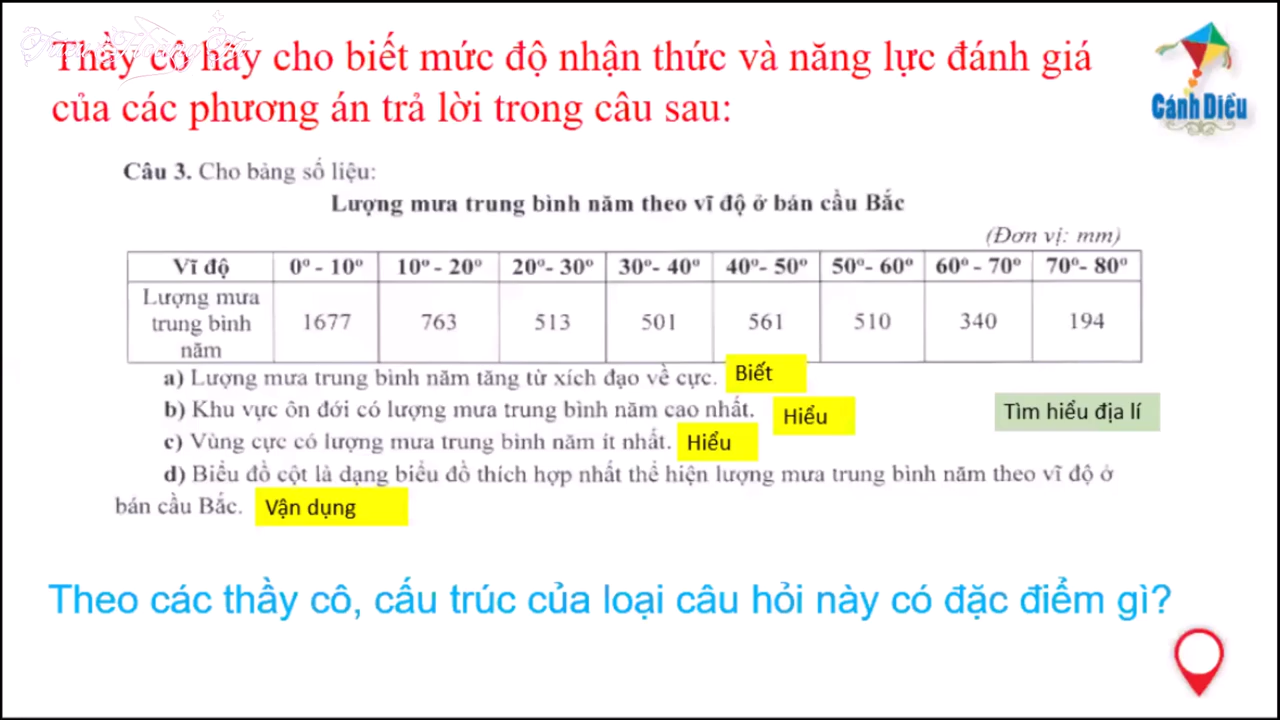 Thầy cô hãy cho biết mức độ nhận thức và năng lực đánh giá
của các phương án trả lời trong câu sau:
Cánh Diều
Câu 3. Cho bảng số liệu:
Lượng mưa trung bình năm theo vĩ độ ở bán cầu Bắc
(Đơn vị: mm)
Vĩ độ 0° - 10° 10° - 20° 20°- 30° 30°- 40° 40°- 50° 50°- 60° 60° - 70° 70°- 80°
Lượng mưa
trung bình
năm
1677 763 513 501 561 510 340 194
a) Lượng mưa trung bình năm tăng từ xích đạo về cực. Biết
b) Khu vực ôn đới có lượng mưa trung bình năm cao nhất. Hiểu
Tìm hiểu địa lí
c) Vùng cực có lượng mưa trung bình năm ít nhất. Hiểu
d) Biểu đồ cột là dạng biểu đồ thích hợp nhất thể hiện lượng mưa trung bình năm theo vĩ độ ở
bán cầu Bắc. Vận dụng
Theo các thầy cô, cấu trúc của loại câu hỏi này có đặc điểm gì?